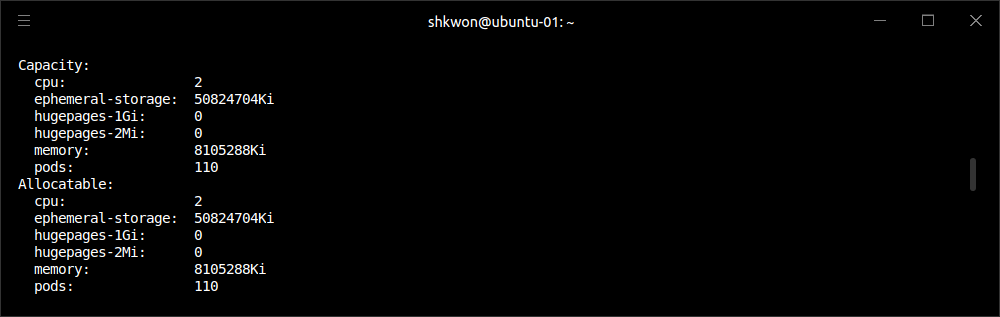 shkwon@ubuntu-01: ~
Capacity:
  cpu:                2
  ephemeral-storage:  50824704Ki
  hugepages-1Gi:      0
  hugepages-2Mi:      0
  memory:             8105288Ki
  pods:               110
Allocatable:
  cpu:                2
  ephemeral-storage:  50824704Ki
  hugepages-1Gi:      0
  hugepages-2Mi:      0
  memory:             8105288Ki
  pods:               110